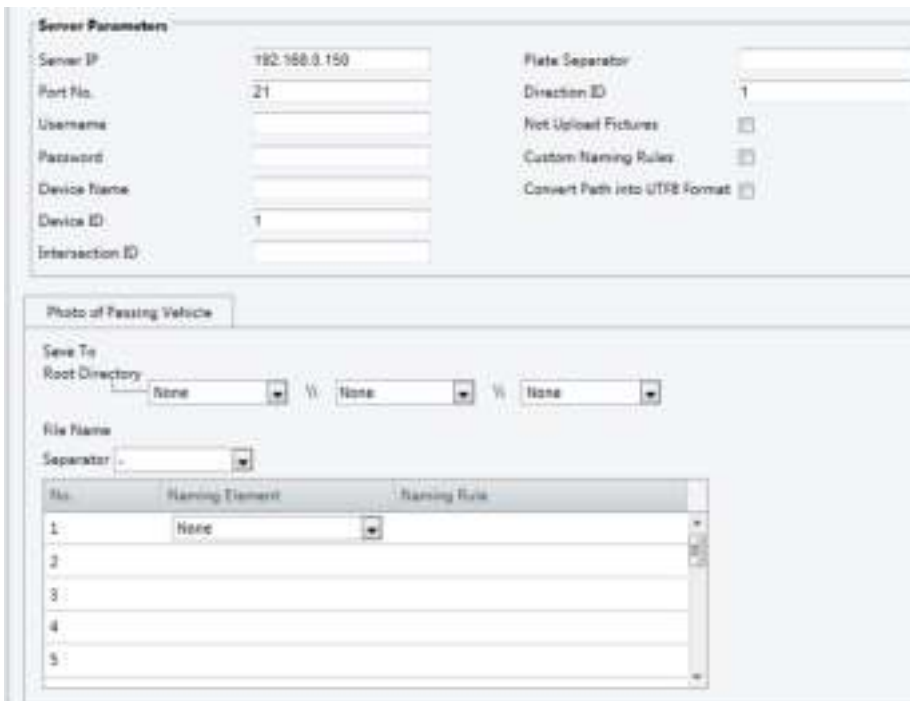 Server Parameters
Server IP 192.168.0.150 Plate Separator
Port No. 21 Direction ID 1
Username Not Upload Pictures
Password Custom Naming Rules
Device Name Convert Path into UTF8 Format
Device ID 1
Intersection ID
Photo of Passing Vehicle
Save To
Root Directory
None \\ None \\ None
File Name
Separator -
No. Naming Element Naming Rule
1 None
2
3
4
5